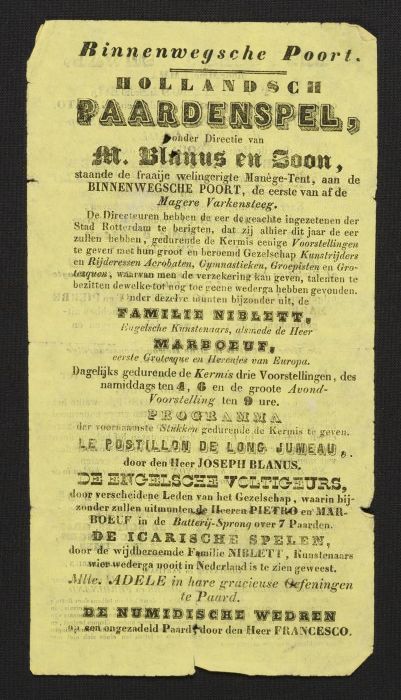 Binnenwegsche Poort.
HOLLANDSCH
PAARDENSPEL,
onder Directie van
M. Blanus en Zoon,
staande de fraaije welingerigte Manège-Tent, aan de
BINNENWEGSCHE POORT, de eerste van af de
Magere Varkensteeg.
De Directeuren hebben de eer de geachte ingezetenen der
Stad Rotterdam te berigten, dat zij alhier dit jaar de eer
zullen hebben, gedurende de Kermis eenige Voorstellingen
te geven met hun groot en beroemd Gezelschap Kunstrijders
en Rijderessen Acrobaten, Gymnastieken, Groepisten en Gro-
tesques, waarvan men de verzekering kan geven, talenten te
bezitten dewelke tot nog toe geene wederga hebben gevonden.
Onder dezelve munten bijzonder uit, de
FAMILIE NIBLETT,
Engelsche Kunstenaars, alsmede de Heer
MARBOEUF,
eerste Grotesque en Hercules van Europa.
Dagelijks gedurende de Kermis drie Voorstellingen, des
namiddags ten 4, 6 en de groote Avond-
Voorstelling ten 9 ure.
PROGRAMMA
der voornaamste Stukken gedurende de Kermis te geven.
LE POSTILLON DE LONG JUMEAU,
door den Heer JOSEPH BLANUS.
DE ENGELSCHE VOLTIGEURS,
door verscheidene Leden van het Gezelschap, waarin bij-
zonder zullen uitmunten de Heeren PIETRO en MAR-
BOEUF in de Batterij-Sprong over 7 Paarden.
DE ICARISCHE SPELEN,
door de wijdberoemde Familie NIBLETT, Kunstenaars
wier wederga nooit in Nederland is te zien geweest.
Mlle. ADELE in hare gracieuse Oefeningen
te Paard.
DE NUMIDISCHE WEDREN
op een ongezadeld Paard, door den Heer FRANCESCO.